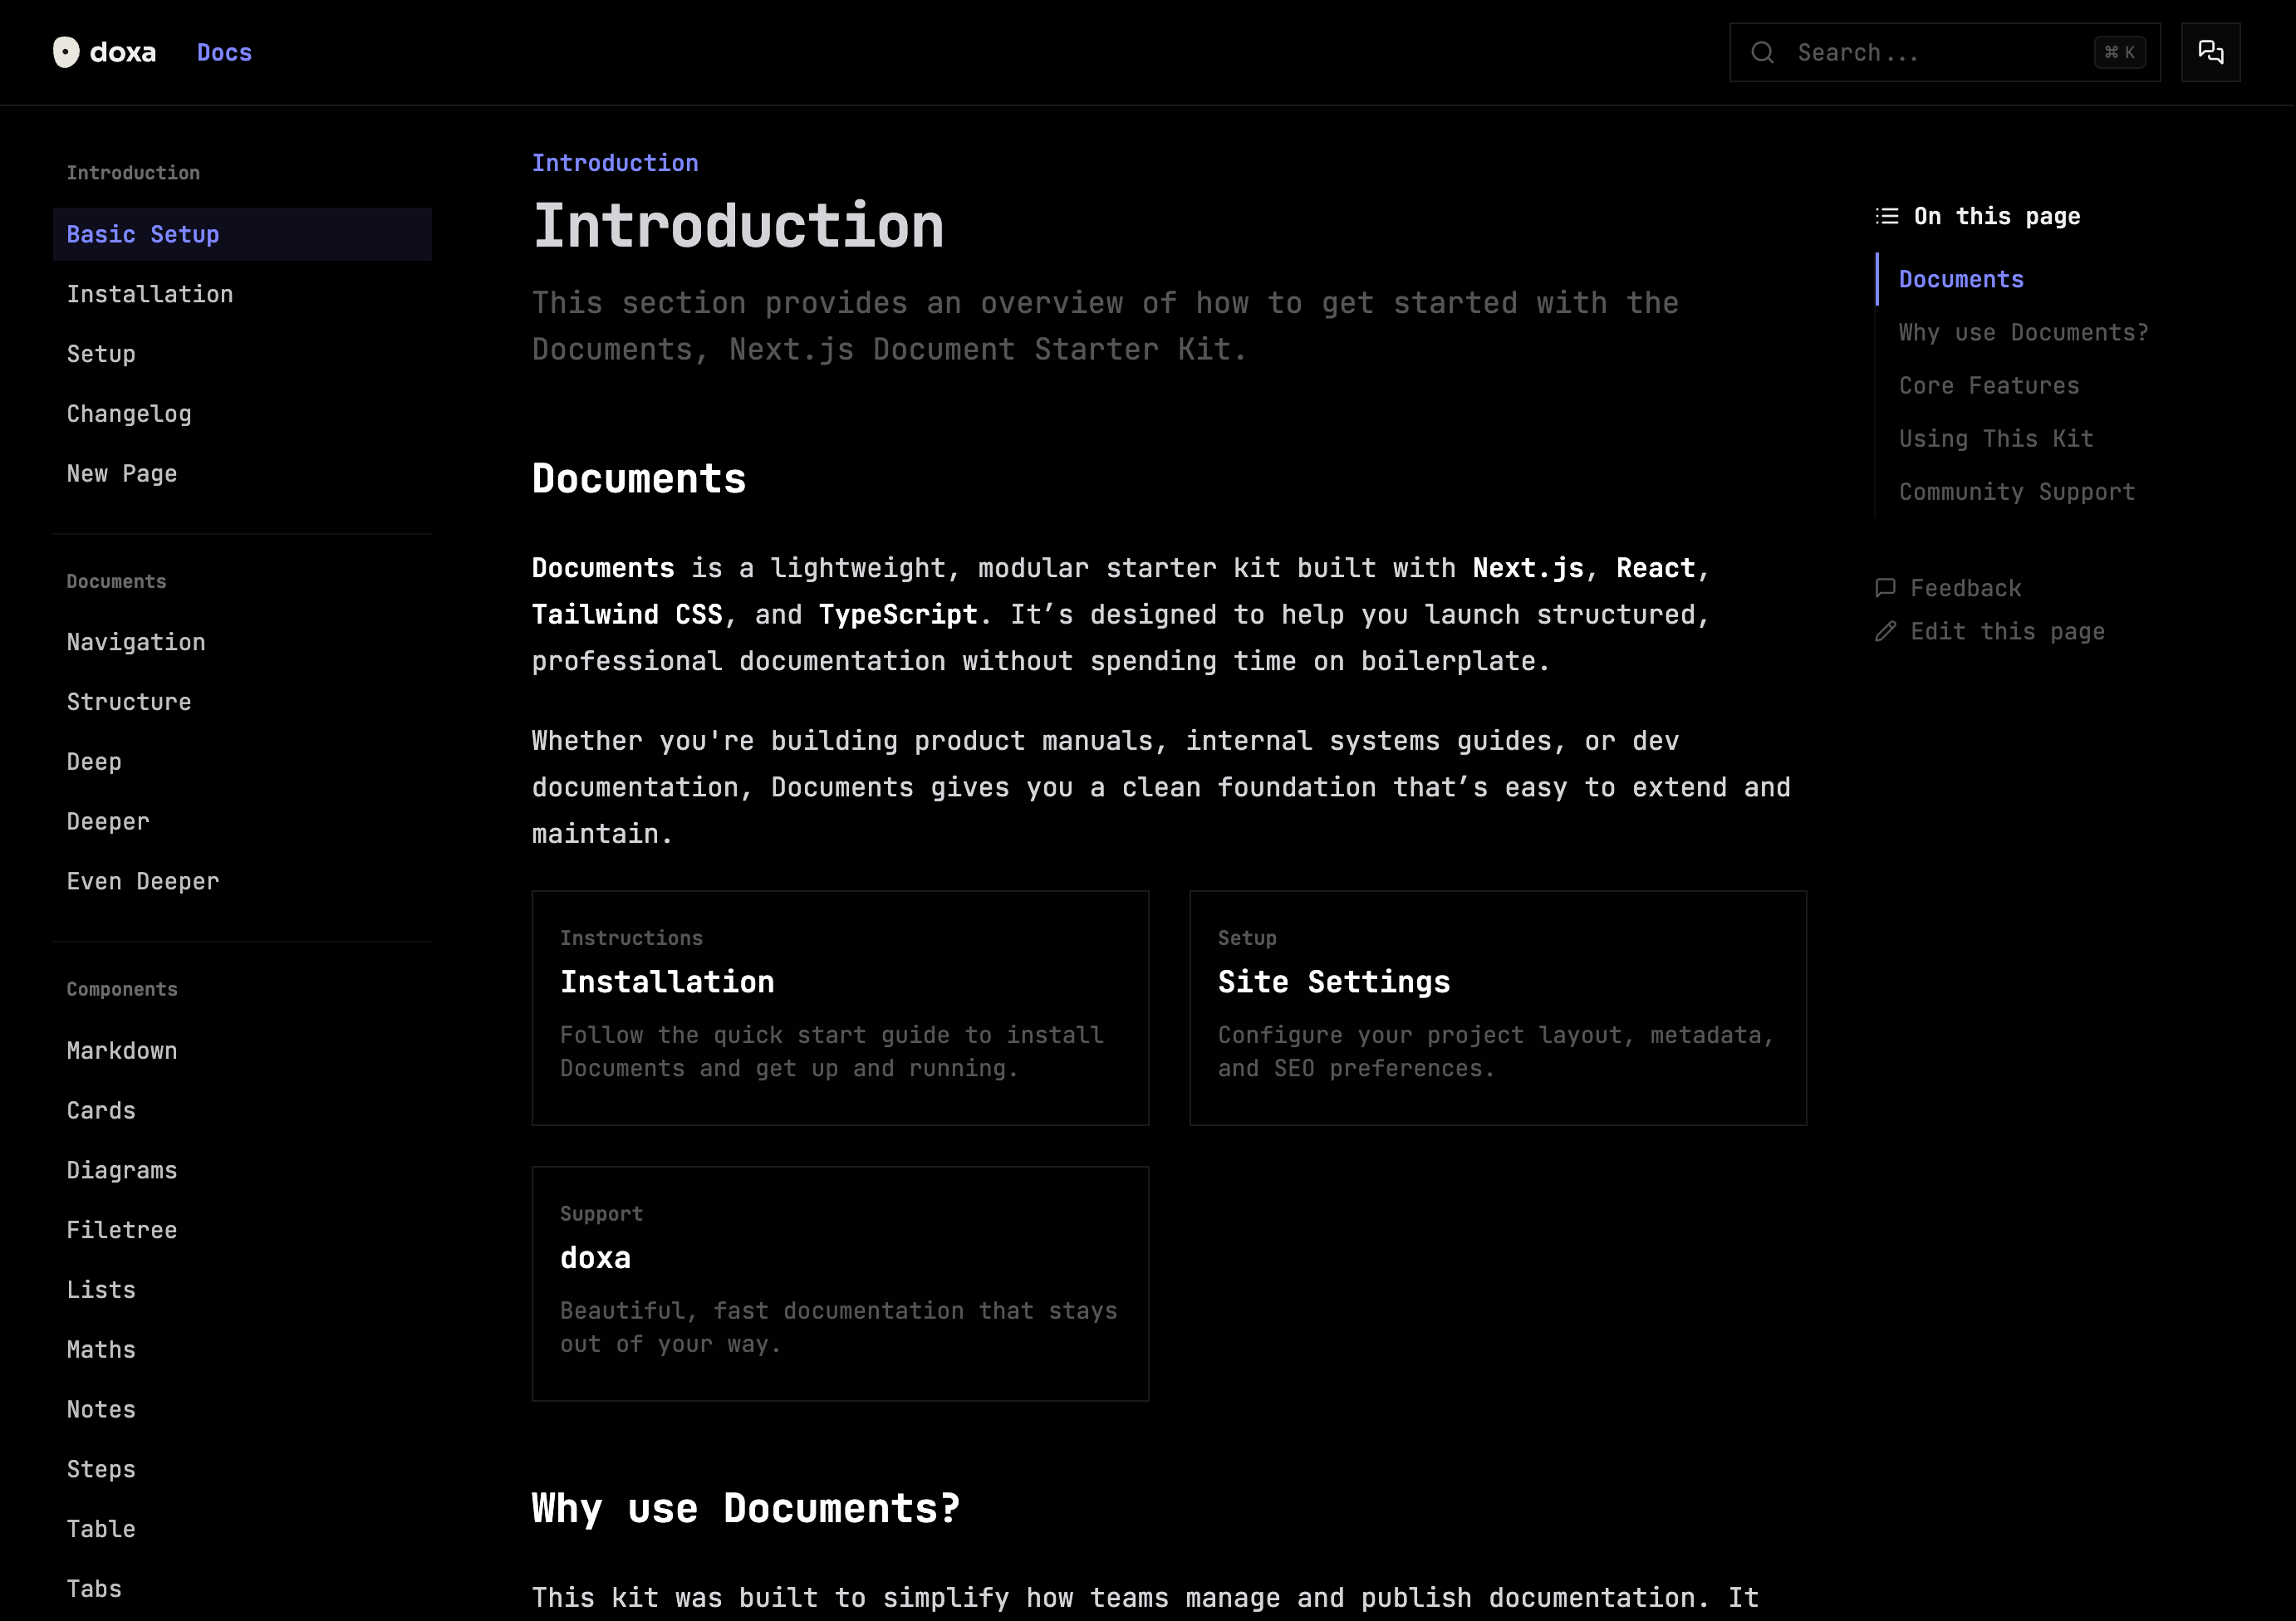 doxa
Docs
Search...
⌘ K
Introduction
Basic Setup
Installation
Setup
Changelog
New Page
Documents
Navigation
Structure
Deep
Deeper
Even Deeper
Components
Markdown
Cards
Diagrams
Filetree
Lists
Maths
Notes
Steps
Table
Tabs
Introduction
Introduction
This section provides an overview of how to get started with the
Documents, Next.js Document Starter Kit.
Documents
Documents is a lightweight, modular starter kit built with Next.js, React,
Tailwind CSS, and TypeScript. It’s designed to help you launch structured,
professional documentation without spending time on boilerplate.
Whether you're building product manuals, internal systems guides, or dev
documentation, Documents gives you a clean foundation that’s easy to extend and
maintain.
Instructions
Installation
Follow the quick start guide to install
Documents and get up and running.
Setup
Site Settings
Configure your project layout, metadata,
and SEO preferences.
Support
doxa
Beautiful, fast documentation that stays
out of your way.
Why use Documents?
This kit was built to simplify how teams manage and publish documentation. It
On this page
Documents
Why use Documents?
Core Features
Using This Kit
Community Support
Feedback
Edit this page